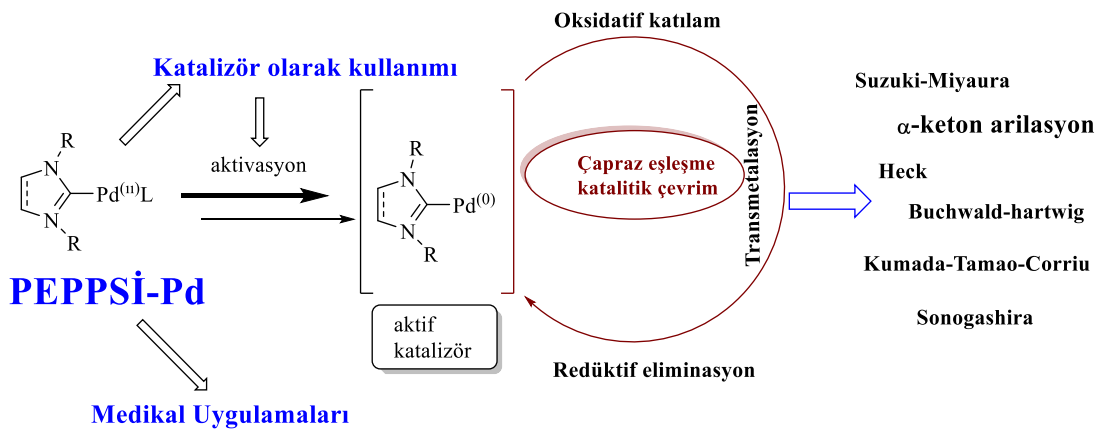 Oksidatif katılam
Katalizör olarak kullanımı
aktivasyon
R
N
N
R
Pd(II)L
R
N
N
R
Pd(0)
Çapraz eşleşme
katalitik çevrim
Transmetalasyon
Suzuki-Miyaura
α-keton arilasyon
Heck
Buchwald-hartwig
Kumada-Tamao-Corriu
Sonogashira
PEPPSİ-Pd
aktif
katalizör
Redüktif eliminasyon
Medikal Uygulamaları